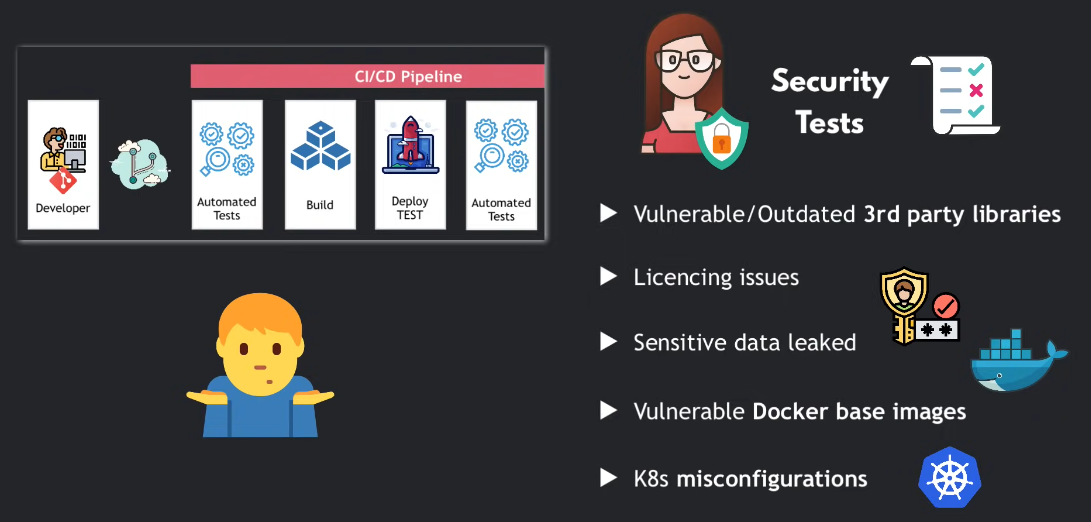 CI/CD Pipeline
Developer
Automated
Tests
Build
Deploy
TEST
Automated
Tests
Security
Tests
Vulnerable/Outdated 3rd party libraries
Licencing issues
Sensitive data leaked
Vulnerable Docker base images
K8s misconfigurations